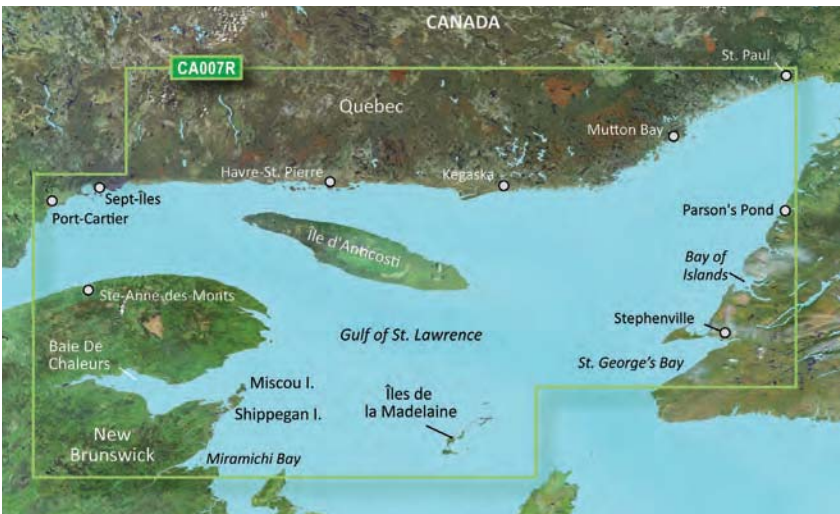 CANADA
CA007R
St. Paul
Québec
Mutton Bay
Havre-St. Pierre
Kegaska
Sept-Îles
Port-Cartier
Parson's Pond
Île d'Anticosti
Bay of
Islands
Ste-Anne-des-Monts
Stephenville
Gulf of St. Lawrence
Baie De
Chaleurs
St. George's Bay
Miscou I.
Îles de
la Madelaine
Shippegan I.
New
Brunswick
Miramichi Bay